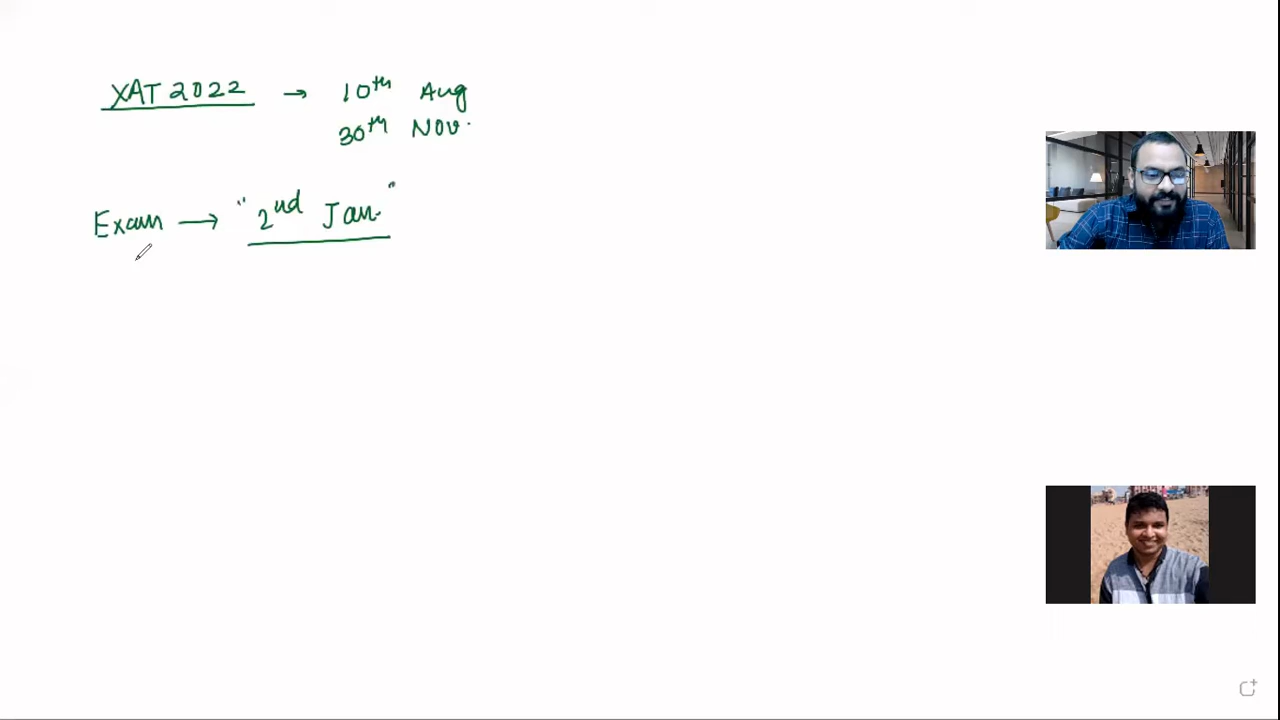 XAT 2022 → 10th Aug
30th Nov.
Exam → "2nd Jan"